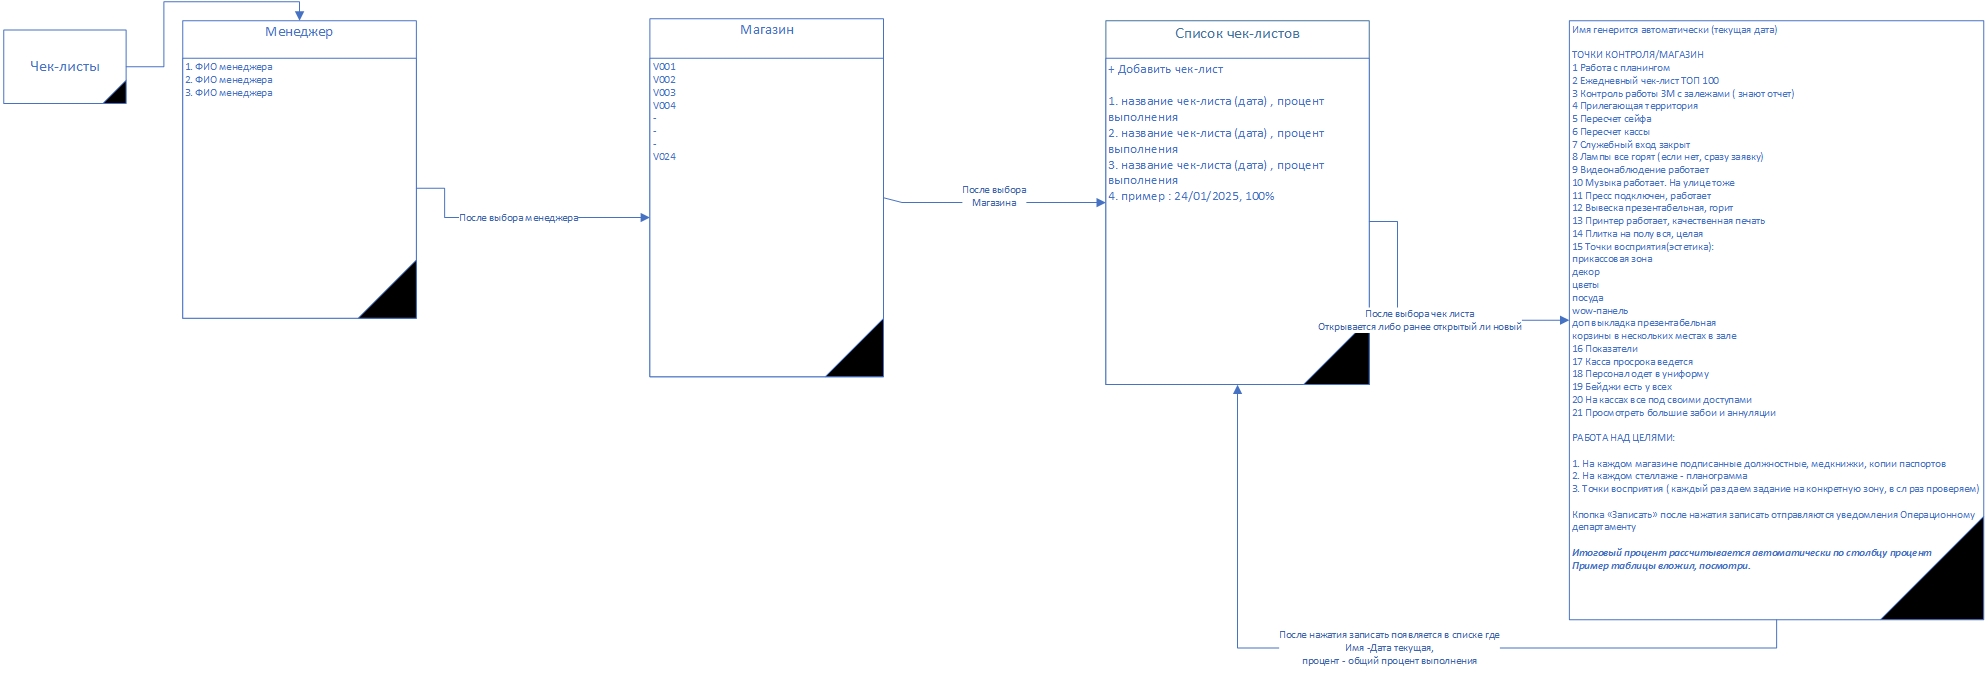 Чек-листы
Менеджер
1. ФИО менеджера
2. ФИО менеджера
3. ФИО менеджера
После выбора менеджера
Магазин
V001
V002
V003
V004
-
-
-
V024
После выбора
Магазина
Список чек-листов
+ Добавить чек-лист
1. название чек-листа (дата) , процент
выполнения
2. название чек-листа (дата) , процент
выполнения
3. название чек-листа (дата) , процент
выполнения
4. пример : 24/01/2025, 100%
После выбора чек листа
Открывается либо ранее открытый ли новый
Имя генерится автоматически (текущая дата)
ТОЧКИ КОНТРОЛЯ/МАГАЗИН
1 Работа с планингом
2 Ежедневный чек-лист ТОП 100
3 Контроль работы ЗМ с залежами ( знают отчет)
4 Прилегающая территория
5 Пересчет сейфа
6 Пересчет кассы
7 Служебный вход закрыт
8 Лампы все горят (если нет, сразу заявку)
9 Видеонаблюдение работает
10 Музыка работает. На улице тоже
11 Пресс подключен, работает
12 Вывеска презентабельная, горит
13 Принтер работает, качественная печать
14 Плитка на полу вся, целая
15 Точки восприятия(эстетика):
прикассовая зона
декор
цветы
посуда
wow-панель
доп выкладка презентабельная
корзины в нескольких местах в зале
16 Показатели
17 Касса просрока ведется
18 Персонал одет в униформу
19 Бейджи есть у всех
20 На кассах все под своими доступами
21 Просмотреть большие забои и аннуляции
РАБОТА НАД ЦЕЛЯМИ:
1. На каждом магазине подписанные должностные, медкнижки, копии паспортов
2. На каждом стеллаже - планограмма
3. Точки восприятия ( каждый раз даем задание на конкретную зону, в сл раз проверяем)
Кнопка «Записать» после нажатия записать отправляются уведомления Операционному
департаменту
Итоговый процент рассчитывается автоматически по столбцу процент
Пример таблицы вложил, посмотри.
После нажатия записать появляется в списке где
Имя -Дата текущая,
процент - общий процент выполнения